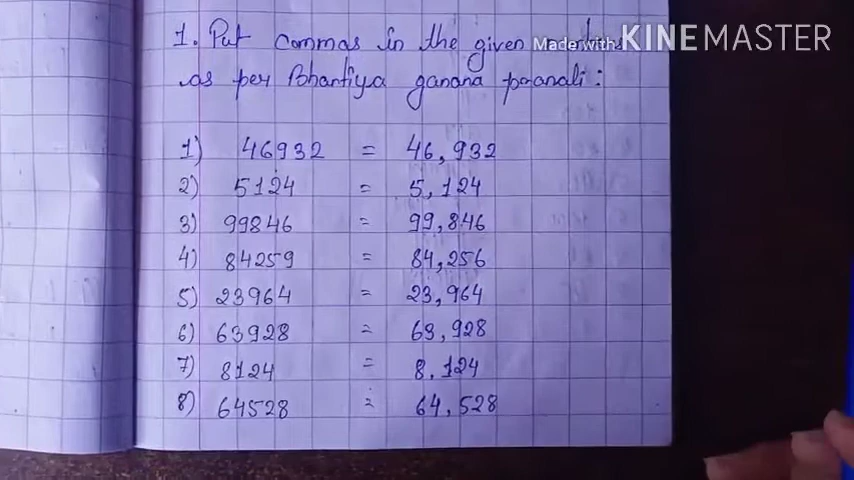 1. Put commas in the given
Made with KINEMASTER
as per Bhartiya ganana pranali :
1) 46932 = 46,932
2) 5124 = 5,124
3) 99846 = 99,846
4) 84259 = 84,256
5) 23964 = 23,964
6) 63928 = 63,928
7) 8124 = 8,124
8) 64528 = 64,528